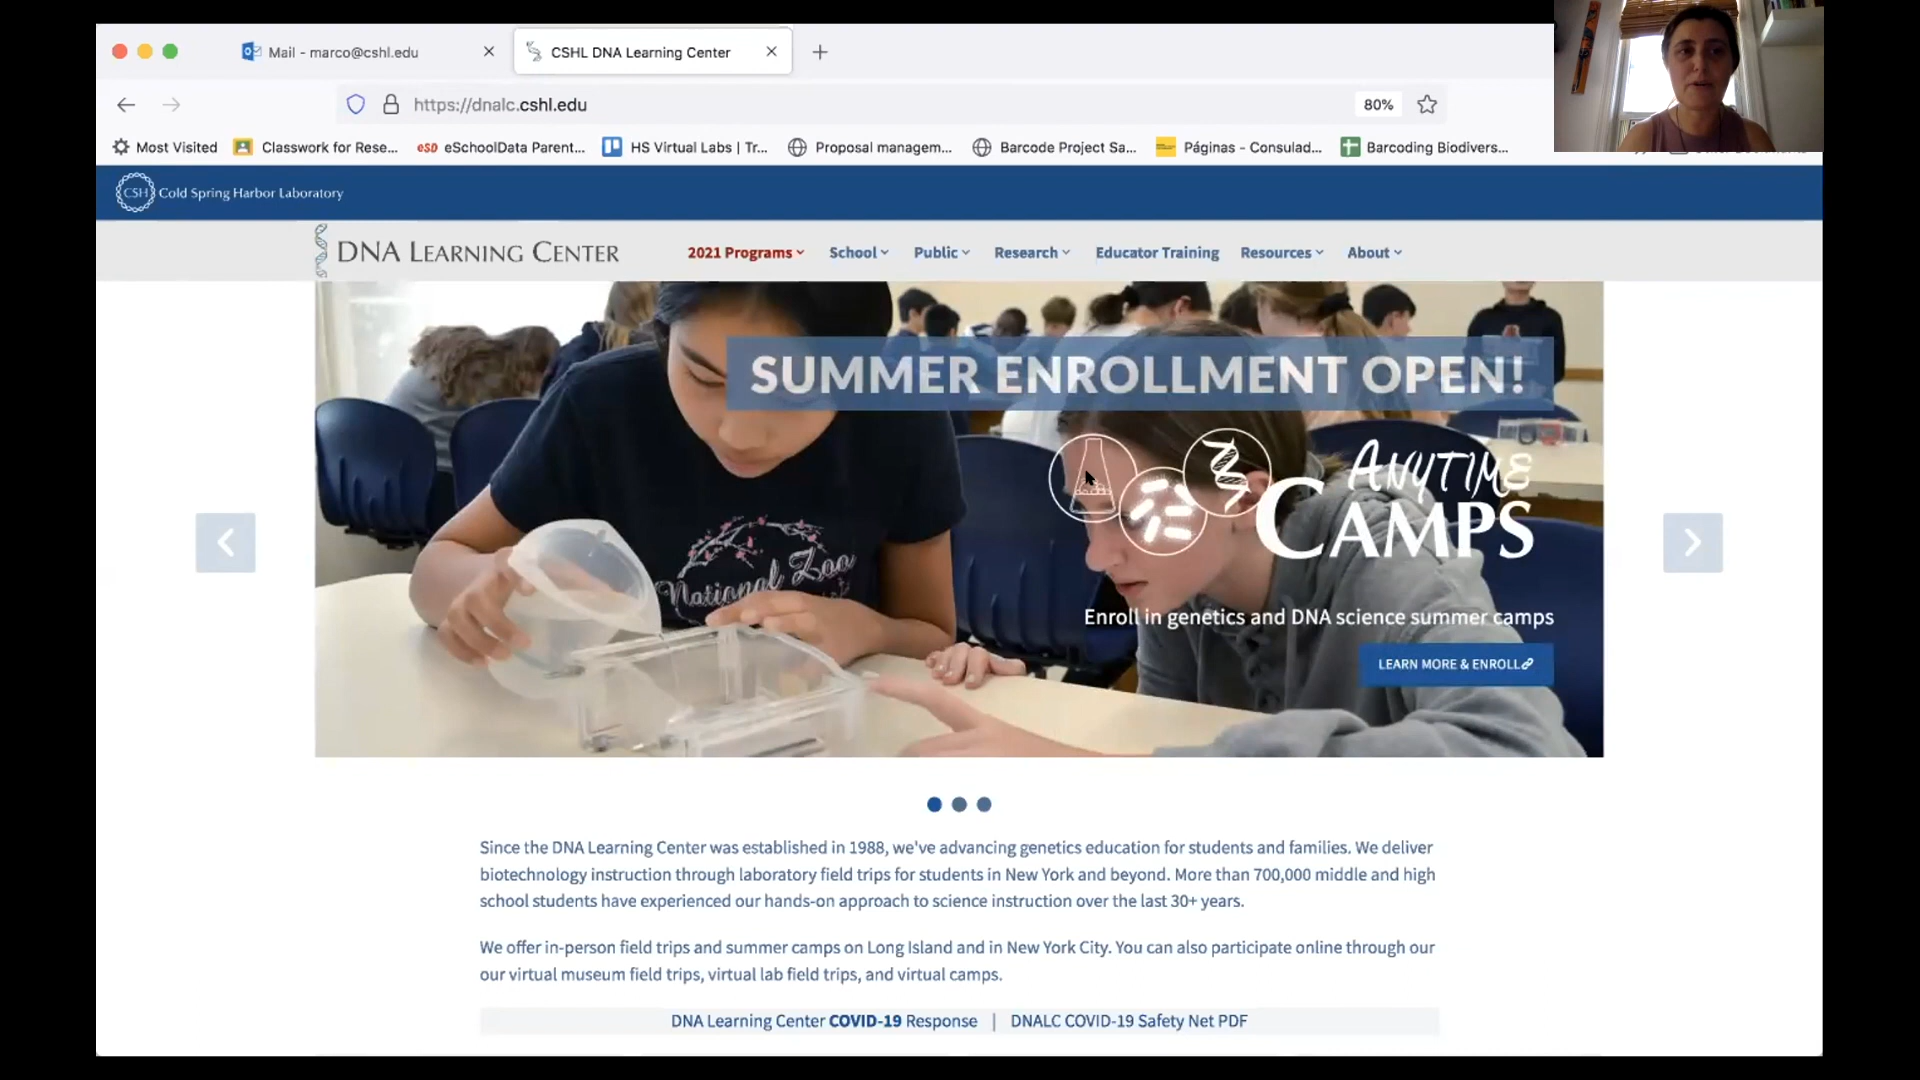 Mail - marco@cshl.edu
CSHL DNA Learning Center
https://dnalc.cshl.edu
80%
Most Visited
Classwork for Rese...
esd eSchoolData Parent...
HS Virtual Labs | Tr...
Proposal managem...
Barcode Project Sa...
Páginas - Consulad...
Barcoding Biodivers...
CSH Cold Spring Harbor Laboratory
DNA LEARNING CENTER
2021 Programs
School
Public
Research
Educator Training
Resources
About
SUMMER ENROLLMENT OPEN!
ANYTIME
CAMPS
National Zoo
Enroll in genetics and DNA science summer camps
LEARN MORE & ENROLL
Since the DNA Learning Center was established in 1988, we've advancing genetics education for students and families. We deliver
biotechnology instruction through laboratory field trips for students in New York and beyond. More than 700,000 middle and high
school students have experienced our hands-on approach to science instruction over the last 30+ years.
We offer in-person field trips and summer camps on Long Island and in New York City. You can also participate online through our
our virtual museum field trips, virtual lab field trips, and virtual camps.
DNA Learning Center COVID-19 Response | DNALC COVID-19 Safety Net PDF